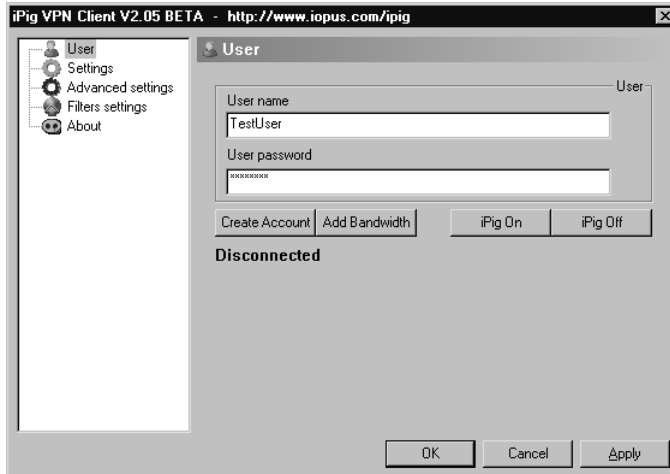 iPig VPN Client V2.05 BETA - http://www.iopus.com/ipig
User
Settings
Advanced settings
Filters settings
About
User
User
User name
TestUser
User password
××××××××
Create Account
Add Bandwidth
iPig On
iPig Off
Disconnected
OK
Cancel
Apply